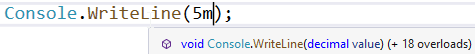 Console.WriteLine(5m);
void Console.WriteLine(decimal value) (+ 18 overloads)